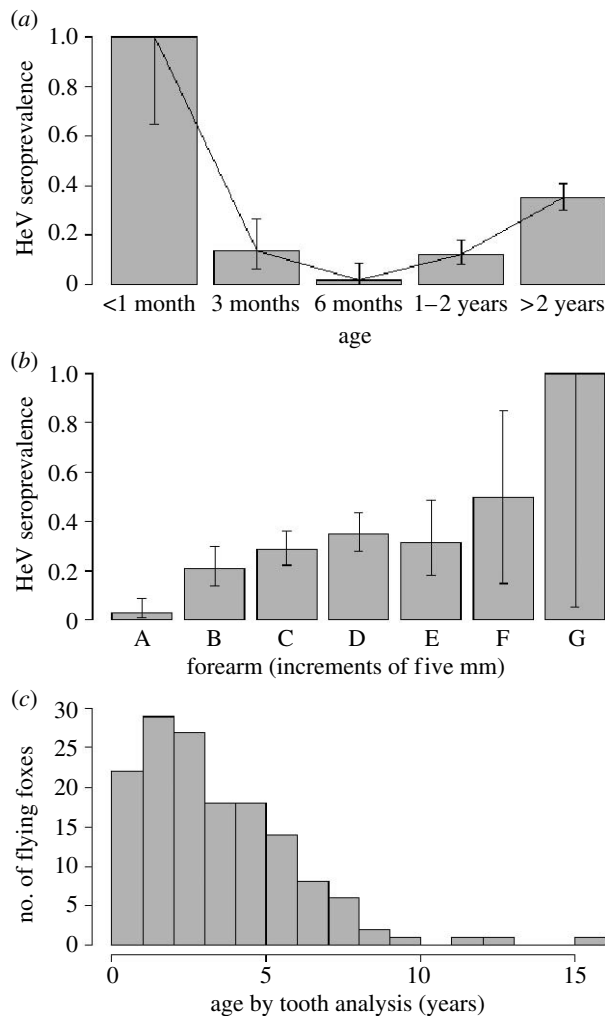 (a)
HeV seroprevalence
1.0
0.8
0.6
0.4
0.2
0
<1 month 3 months 6 months 1–2 years >2 years
age
(b)
HeV seroprevalence
1.0
0.8
0.6
0.4
0.2
0
A B C D E F G
forearm (increments of five mm)
(c)
no. of flying foxes
30
25
20
15
10
5
0
0 5 10 15
age by tooth analysis (years)